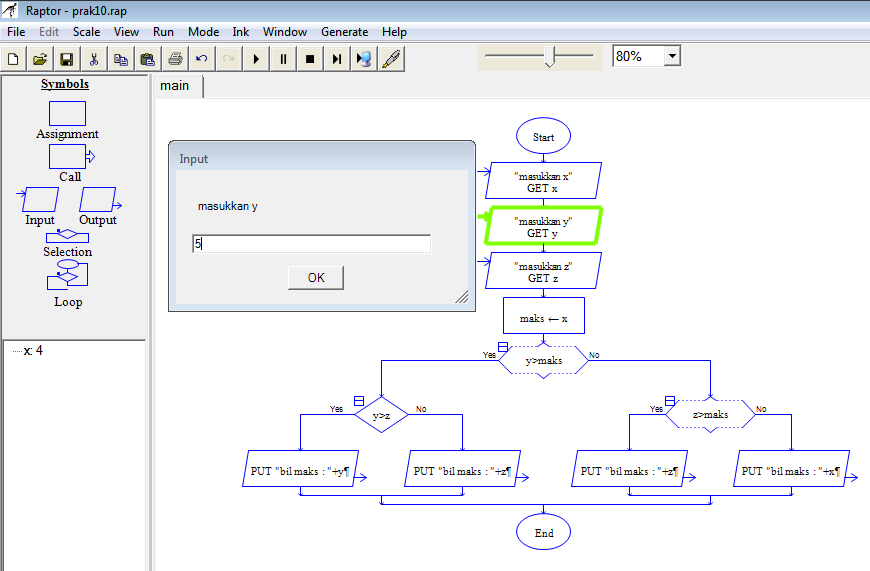 Raptor - prak10.rap
File Edit Scale View Run Mode Ink Window Generate Help
80%
Symbols
Assignment
Call
Input Output
Selection
Loop
x: 4
main
Input
masukkan y
5
OK
Start
"masukkan x"
GET x
"masukkan y"
GET y
"masukkan z"
GET z
maks ← x
Yes y>maks No
Yes y>z No
Yes z>maks No
PUT "bil maks : "+y¶
PUT "bil maks : "+z¶
PUT "bil maks : "+z¶
PUT "bil maks : "+x¶
End